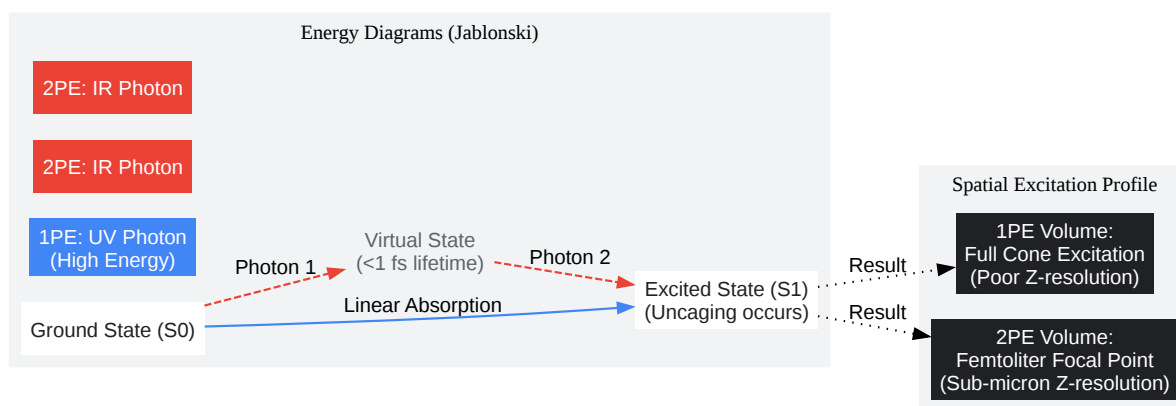 Energy Diagrams (Jablonski)
2PE: IR Photon
2PE: IR Photon
1PE: UV Photon
(High Energy)
Ground State (S0)
Photon 1
Virtual State
(<1 fs lifetime)
Photon 2
Linear Absorption
Excited State (S1)
(Uncaging occurs)
Result
Result
Spatial Excitation Profile
1PE Volume:
Full Cone Excitation
(Poor Z-resolution)
2PE Volume:
Femtoliter Focal Point
(Sub-micron Z-resolution)